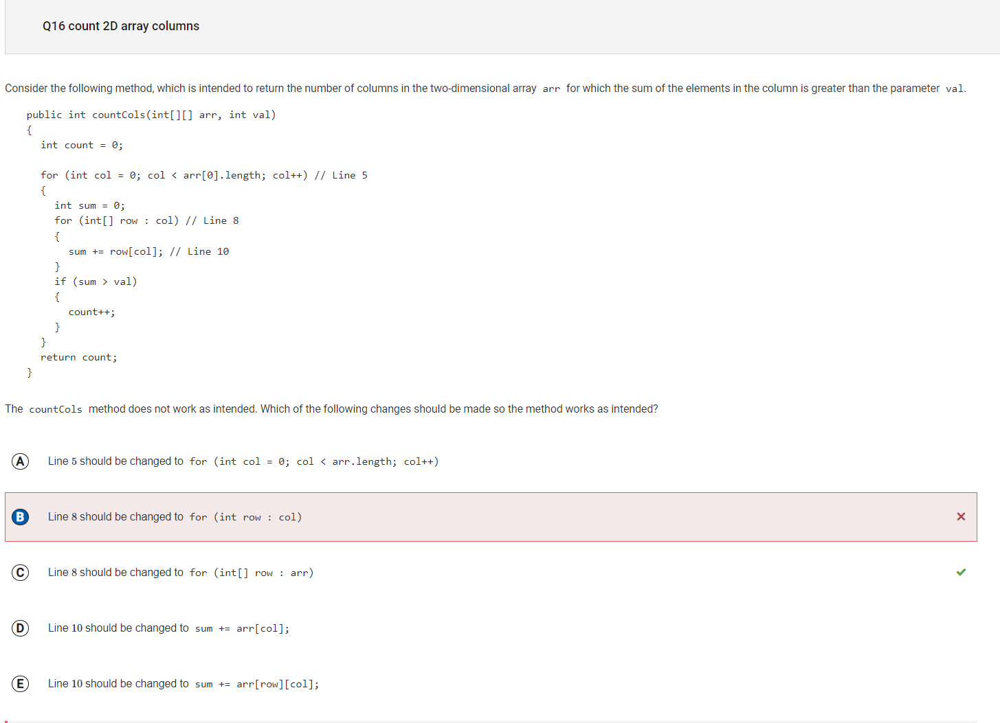 Q16 count 2D array columns
Consider the following method, which is intended to return the number of columns in the two-dimensional array arr for which the sum of the elements in the column is greater than the parameter val.
public int countCols(int[][] arr, int val)
{
int count = 0;
for (int col = 0; col < arr[0].length; col++) // Line 5
{
int sum = 0;
for (int[] row : col) // Line 8
{
sum += row[col]; // Line 10
}
if (sum > val)
{
count++;
}
}
return count;
}
The countCols method does not work as intended. Which of the following changes should be made so the method works as intended?
A Line 5 should be changed to for (int col = 0; col < arr.length; col++)
B Line 8 should be changed to for (int row : col)
C Line 8 should be changed to for (int[] row : arr)
D Line 10 should be changed to sum += arr[col];
E Line 10 should be changed to sum += arr[row][col];